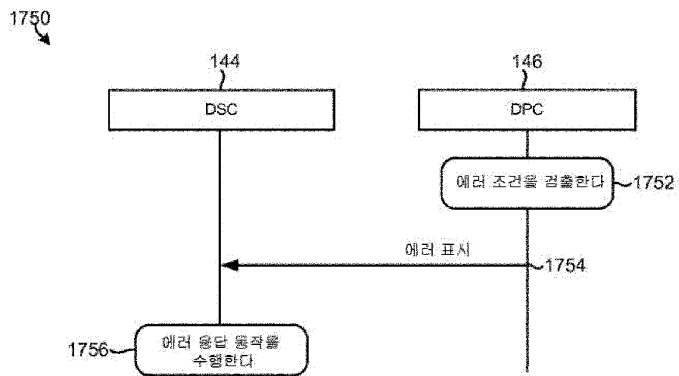 1750
144
146
DSC
DPC
에러 조건을 검출한다
1752
에러 표시
1754
에러 응답 동작을
수행한다
1756